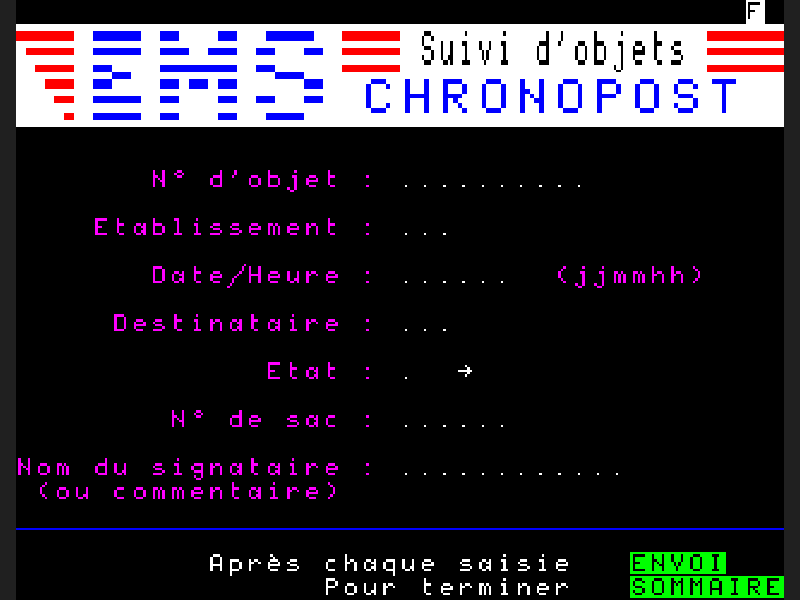 F
EMS Suivi d'objets
CHRONOPOST
N° d'objet : . . . . . . . . . .
Etablissement : . . .
Date/Heure : . . . . . . (jjmmhh)
Destinataire : . . .
Etat : . →
N° de sac : . . . . . .
Nom du signataire : . . . . . . . . . . . .
(ou commentaire)
Après chaque saisie ENVOI
Pour terminer SOMMAIRE